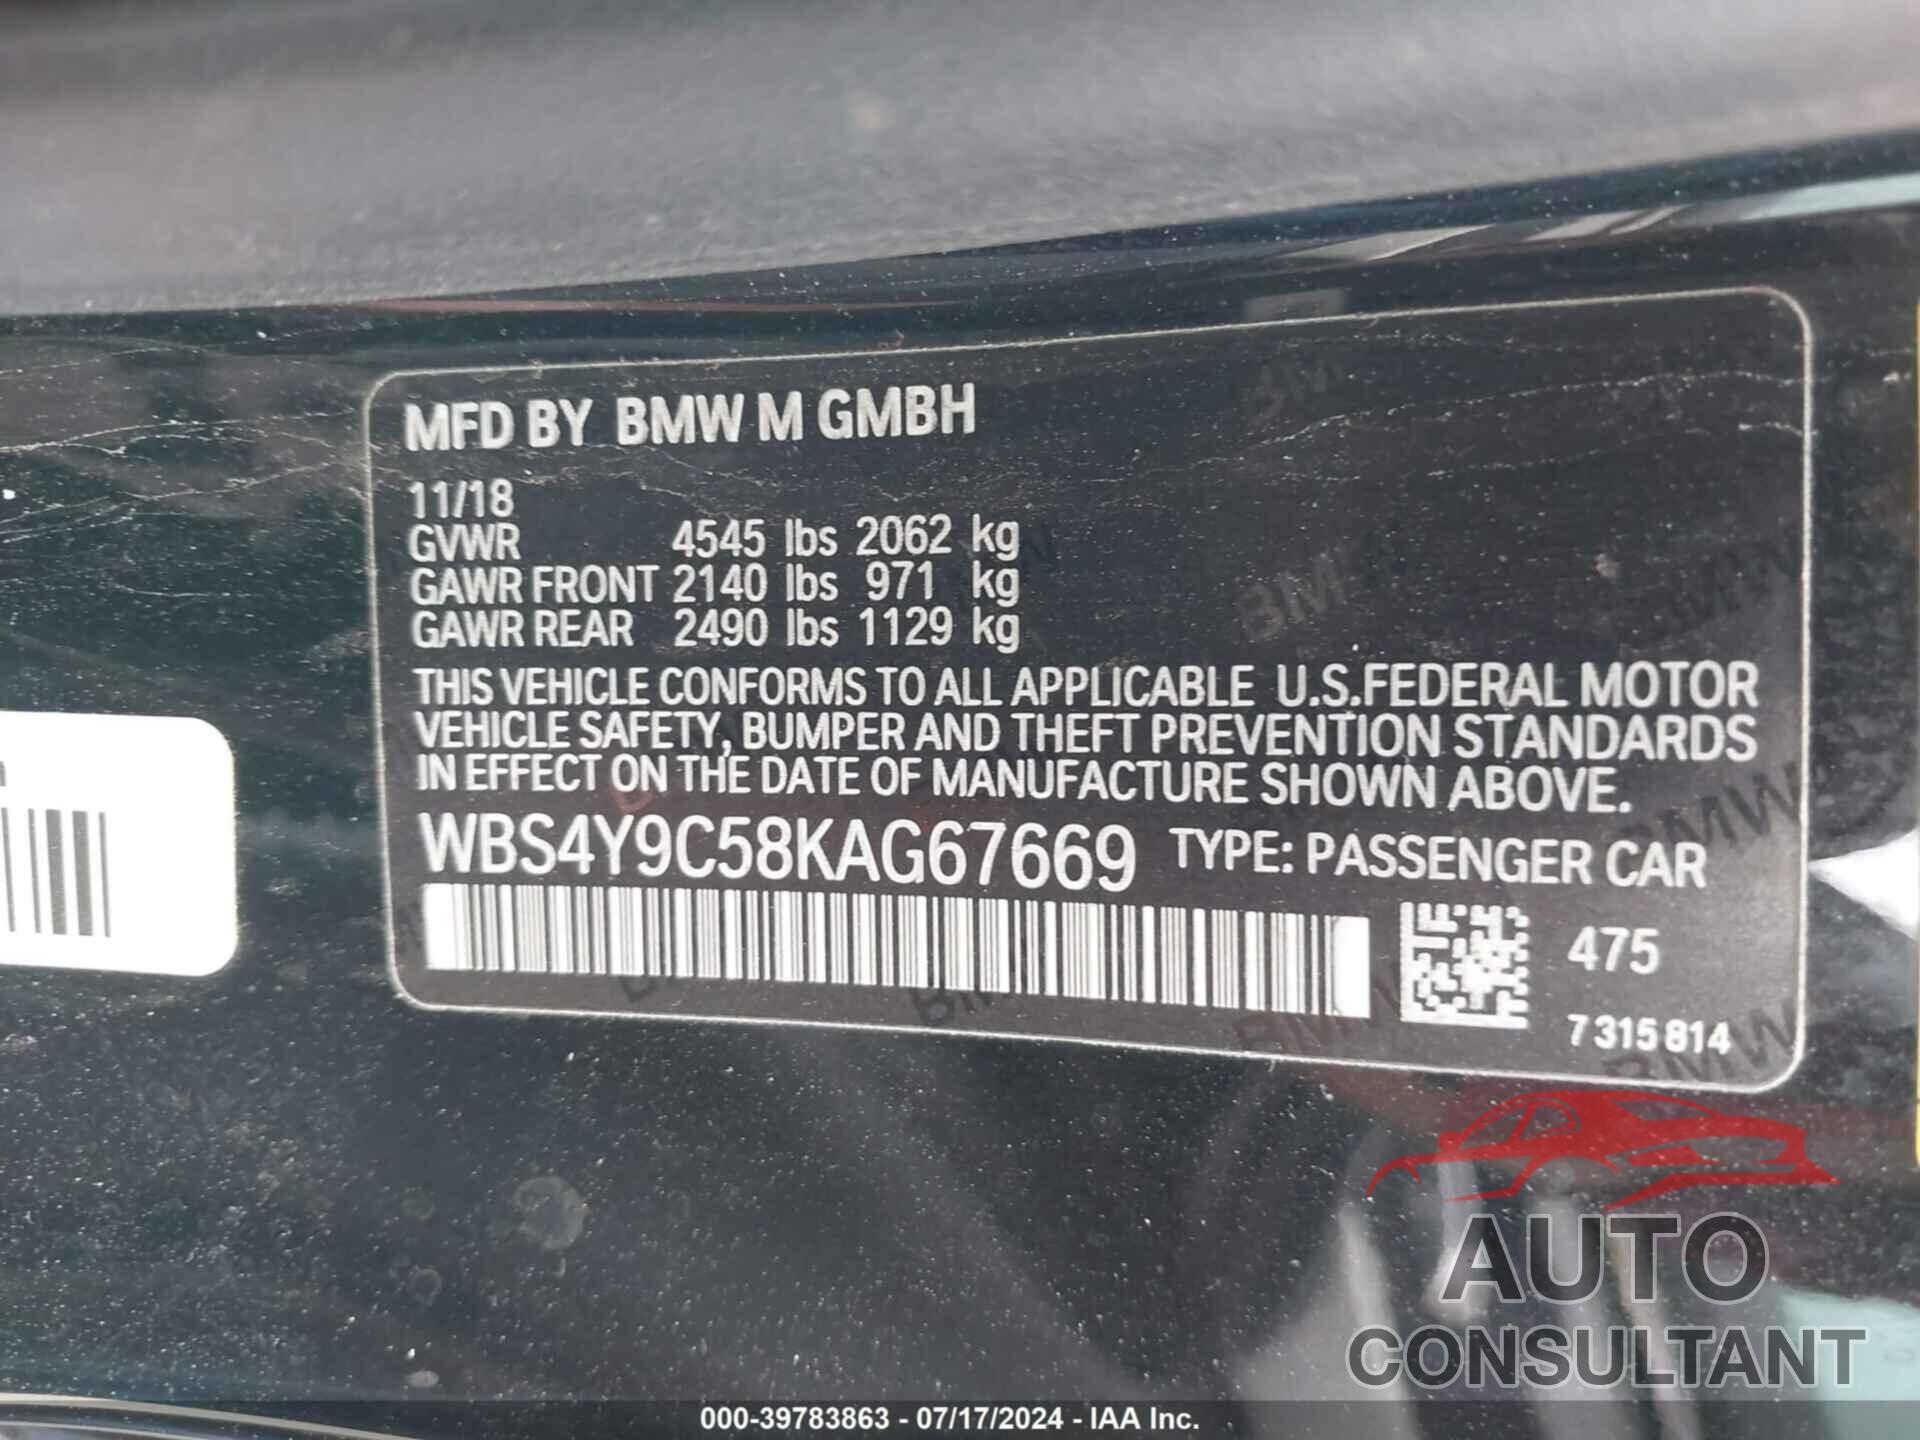 MFD BY BMW M GMBH
11/18
GVWR 4545 lbs 2062 kg
GAWR FRONT 2140 lbs 971 kg
GAWR REAR 2490 lbs 1129 kg
THIS VEHICLE CONFORMS TO ALL APPLICABLE U.S.FEDERAL MOTOR
VEHICLE SAFETY, BUMPER AND THEFT PREVENTION STANDARDS
IN EFFECT ON THE DATE OF MANUFACTURE SHOWN ABOVE.
WBS4Y9C58KAG67669 TYPE: PASSENGER CAR
475
7315814
AUTO
CONSULTANT
000-39783863 - 07/17/2024 - IAA Inc.